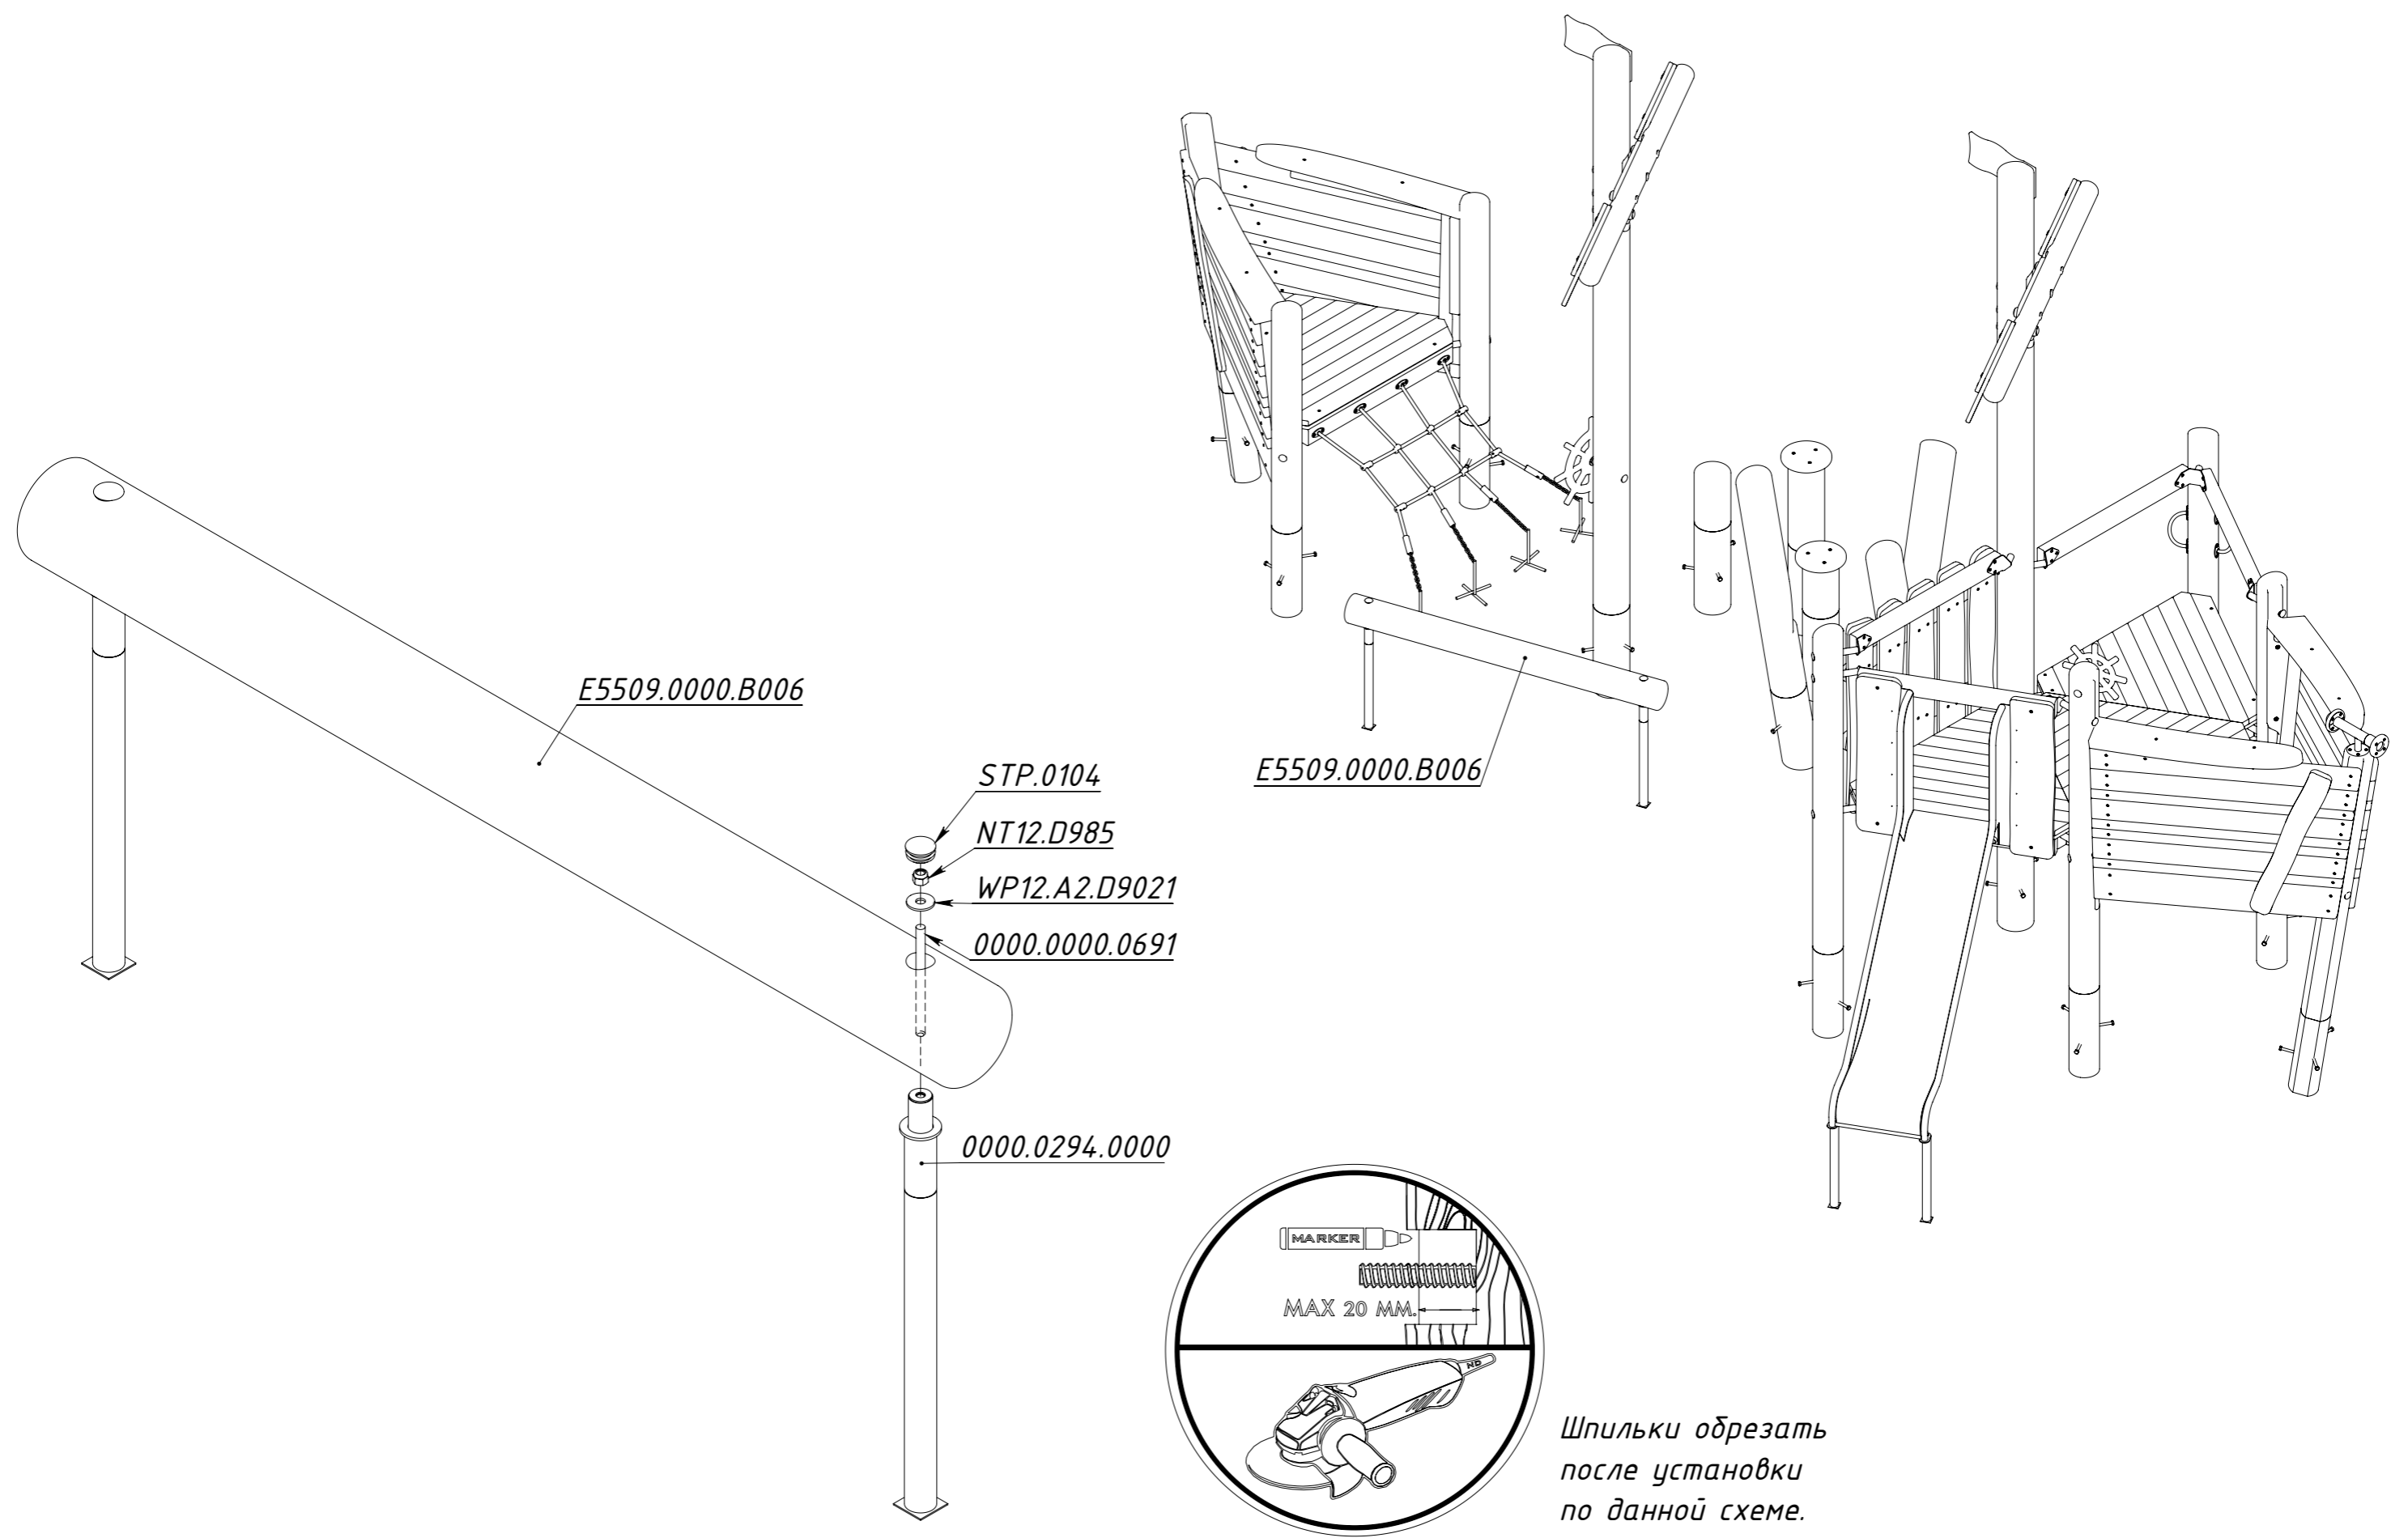 E5509.0000.B006
STP.0104
NT12.D985
WP12.A2.D9021
0000.0000.0691
0000.0294.0000
E5509.0000.B006
MARKER
MAX 20 MM.
Шпильки обрезать
после установки
по данной схеме.